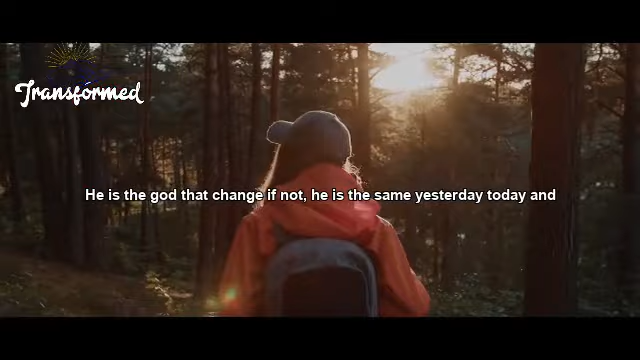 Transformed
He is the god that change if not, he is the same yesterday today and